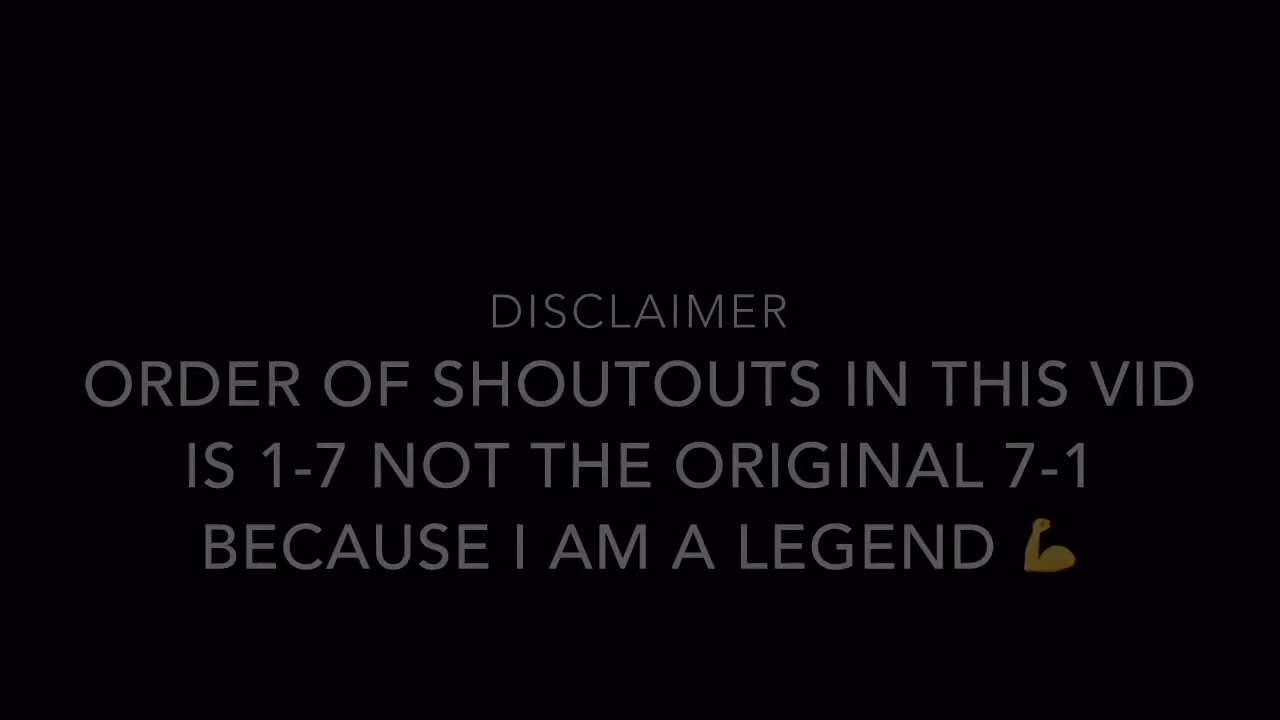 DISCLAIMER
ORDER OF SHOUTOUTS IN THIS VID
IS 1-7 NOT THE ORIGINAL 7-1
BECAUSE I AM A LEGEND 💪